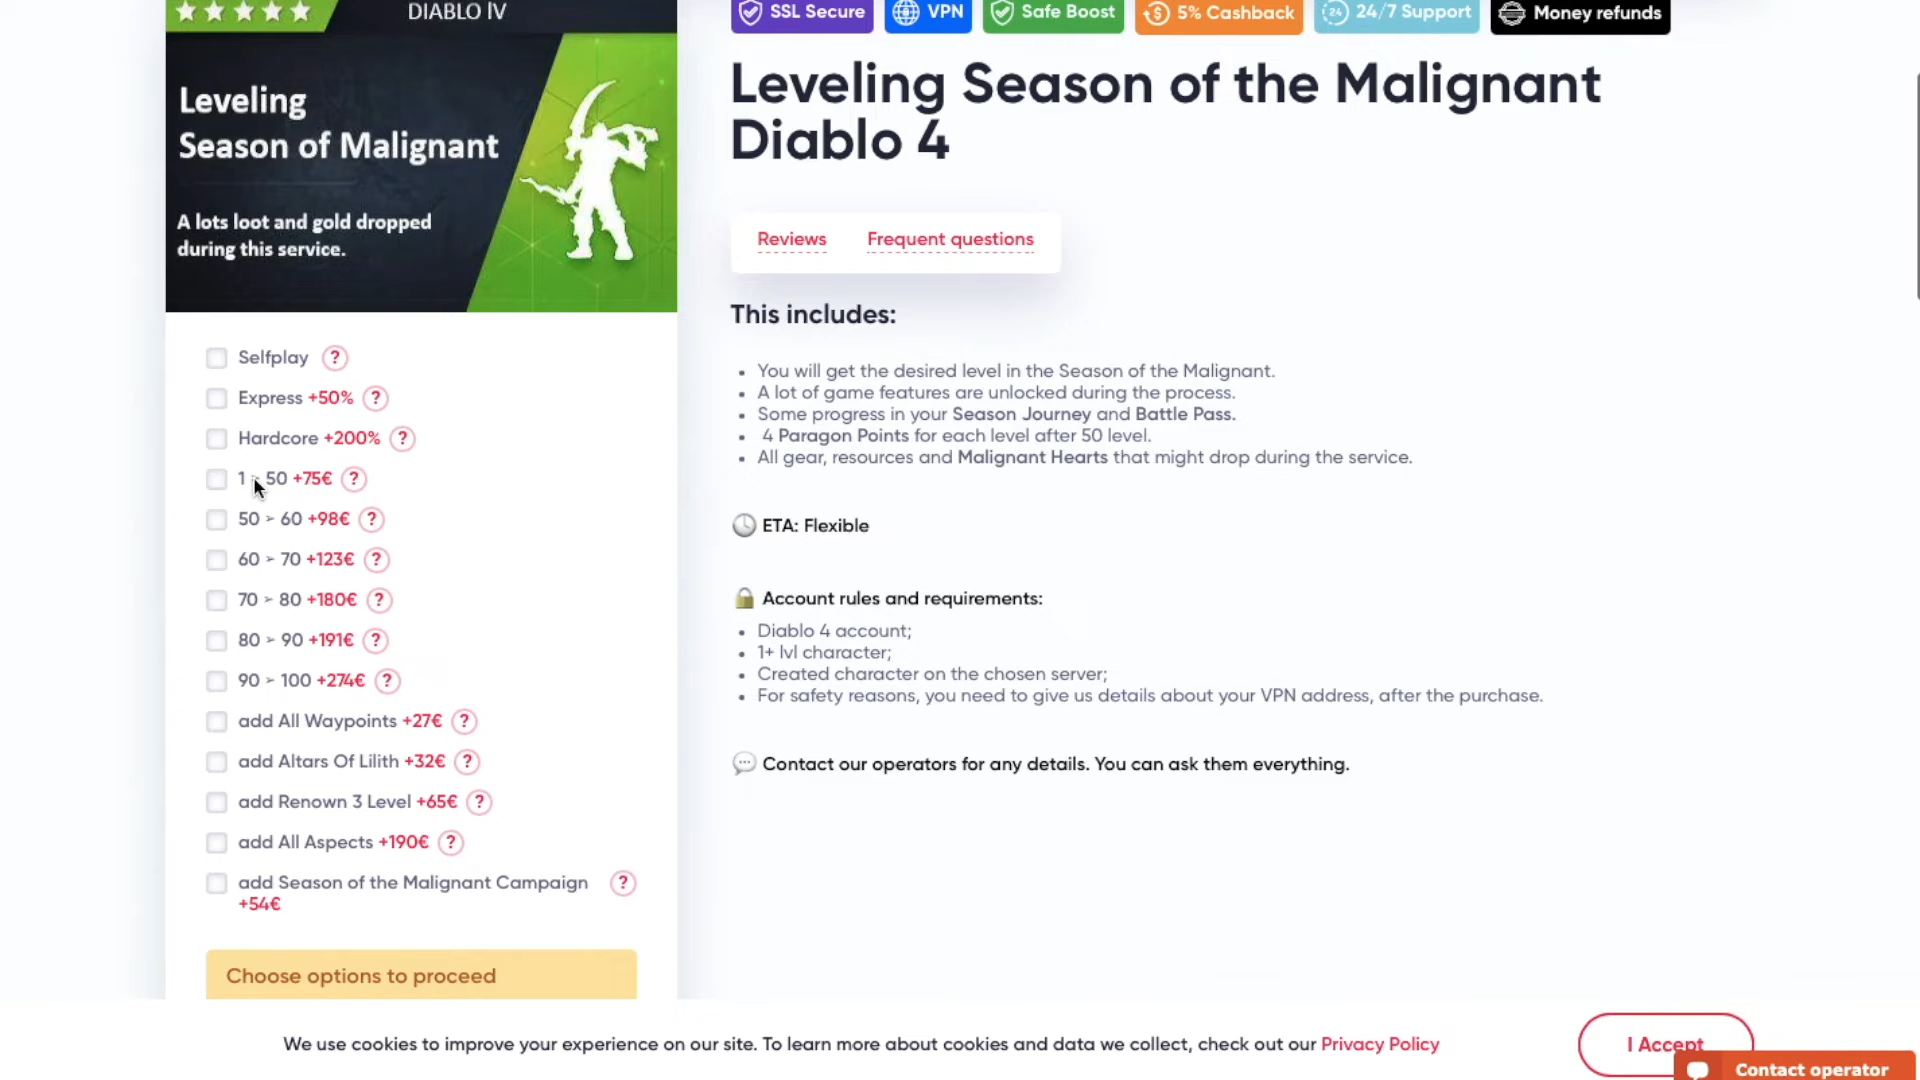 DIABLO IV
Leveling
Season of Malignant
A lots loot and gold dropped
during this service.
Selfplay ?
Express +50% ?
Hardcore +200% ?
1 > 50 +75€ ?
50 > 60 +98€ ?
60 > 70 +123€ ?
70 > 80 +180€ ?
80 > 90 +191€ ?
90 > 100 +274€ ?
add All Waypoints +27€ ?
add Altars Of Lilith +32€ ?
add Renown 3 Level +65€ ?
add All Aspects +190€ ?
add Season of the Malignant Campaign ?
+54€
Choose options to proceed
SSL Secure
VPN
Safe Boost
5% Cashback
24
24/7 Support
Money refunds
Leveling Season of the Malignant
Diablo 4
Reviews
Frequent questions
This includes:
• You will get the desired level in the Season of the Malignant.
• A lot of game features are unlocked during the process.
• Some progress in your Season Journey and Battle Pass.
• 4 Paragon Points for each level after 50 level.
• All gear, resources and Malignant Hearts that might drop during the service.
ETA: Flexible
Account rules and requirements:
• Diablo 4 account;
• 1+ lvl character;
• Created character on the chosen server;
• For safety reasons, you need to give us details about your VPN address, after the purchase.
Contact our operators for any details. You can ask them everything.
We use cookies to improve your experience on our site. To learn more about cookies and data we collect, check out our Privacy Policy
I Accept
Contact operator